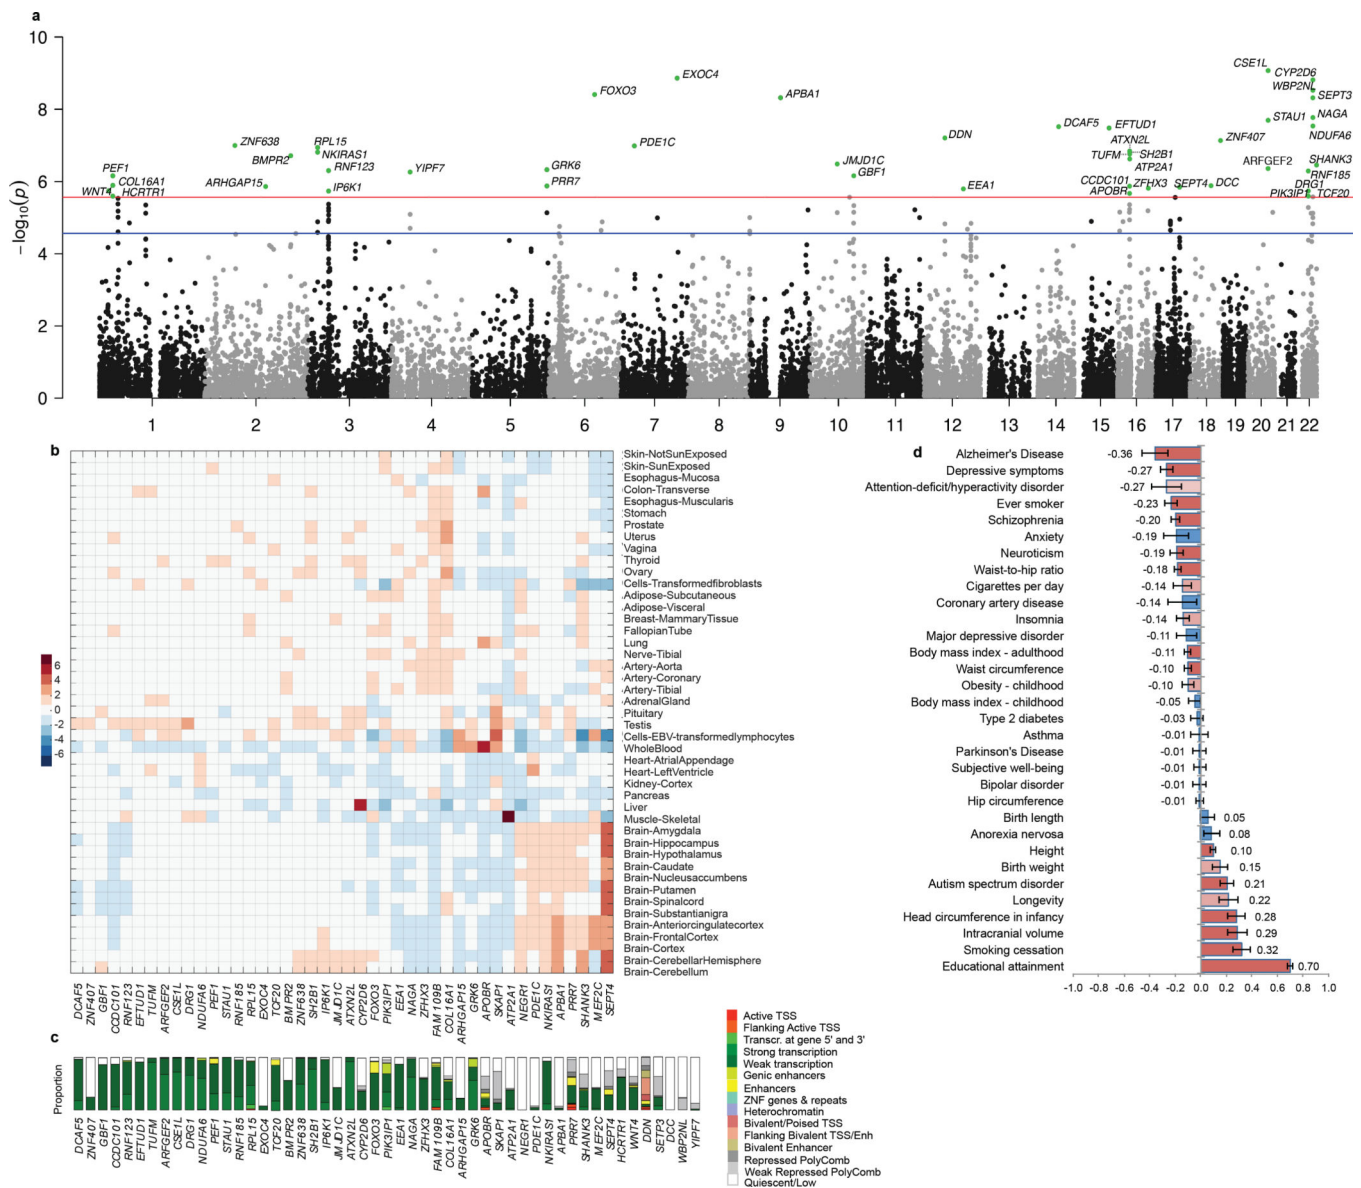 a
10
8
6
4
2
0
−log10(p)
PEF1
COL16A1
WNT4
HCRTR1
ZNF638
BMPR2
ARHGAP15
RPL15
NKIRAS1
RNF123
IP6K1
YIPF7
GRK6
PRR7
FOXO3
PDE1C
EXOC4
APBA1
JMJD1C
GBF1
DDN
EEA1
DCAF5
EFTUD1
ATXN2L
TUFM
SH2B1
ATP2A1
CCDC101
ZFHX3
APOBR
SEPT4
DCC
ZNF407
CSE1L
STAU1
ARFGEF2
CYP2D6
WBP2NL
SEPT3
NAGA
NDUFA6
SHANK3
RNF185
DRG1
PIK3IP1
TCF20
1 2 3 4 5 6 7 8 9 10 11 12 13 14 15 16 17 18 19 20 21 22
b
6
4
2
0
-2
-4
-6
Skin-NotSunExposed
Skin-SunExposed
Esophagus-Mucosa
Colon-Transverse
Esophagus-Muscularis
Stomach
Prostate
Uterus
Vagina
Thyroid
Ovary
Cells-Transformedfibroblasts
Adipose-Subcutaneous
Adipose-Visceral
Breast-MammaryTissue
FallopianTube
Lung
Nerve-Tibial
Artery-Aorta
Artery-Coronary
Artery-Tibial
AdrenalGland
Pituitary
Testis
Cells-EBV-transformedlymphocytes
WholeBlood
Heart-AtrialAppendage
Heart-LeftVentricle
Kidney-Cortex
Pancreas
Liver
Muscle-Skeletal
Brain-Amygdala
Brain-Hippocampus
Brain-Hypothalamus
Brain-Caudate
Brain-Nucleusaccumbens
Brain-Putamen
Brain-Spinalcord
Brain-Substantianigra
Brain-Anteriorcingulatecortex
Brain-FrontalCortex
Brain-Cortex
Brain-CerebellarHemisphere
Brain-Cerebellum
DCAF5
ZNF407
GBF1
CCDC101
RNF123
EFTUD1
TUFM
ARFGEF2
CSE1L
DRG1
NDUFA6
PEF1
STAU1
RNF185
RPL15
EXOC4
TCF20
BMPR2
ZNF638
SH2B1
IP6K1
JMJD1C
ATXN2L
CYP2D6
FOXO3
PIK3IP1
EEA1
NAGA
ZFHX3
FAM109B
COL16A1
ARHGAP15
GRK6
APOBR
SKAP1
ATP2A1
NEGR1
PDE1C
NKIRAS1
APBA1
PRR7
SHANK3
MEF2C
SEPT4
c
Proportion
DCAF5
ZNF407
GBF1
CCDC101
RNF123
EFTUD1
TUFM
ARFGEF2
CSE1L
DRG1
NDUFA6
PEF1
STAU1
RNF185
RPL15
EXOC4
TCF20
BMPR2
ZNF638
SH2B1
IP6K1
JMJD1C
ATXN2L
CYP2D6
FOXO3
PIK3IP1
EEA1
NAGA
ZFHX3
FAM109B
COL16A1
ARHGAP15
GRK6
APOBR
SKAP1
ATP2A1
NEGR1
PDE1C
NKIRAS1
APBA1
PRR7
SHANK3
MEF2C
SEPT4
HCRTR1
WNT4
DDN
SETP3
DCC
WBP2NL
YIPF7
Active TSS
Flanking Active TSS
Transcr. at gene 5' and 3'
Strong transcription
Weak transcription
Genic enhancers
Enhancers
ZNF genes & repeats
Heterochromatin
Bivalent/Poised TSS
Flanking Bivalent TSS/Enh
Bivalent Enhancer
Repressed PolyComb
Weak Repressed PolyComb
Quiescent/Low
d
Alzheimer's Disease -0.36
Depressive symptoms -0.27
Attention-deficit/hyperactivity disorder -0.27
Ever smoker -0.23
Schizophrenia -0.20
Anxiety -0.19
Neuroticism -0.19
Waist-to-hip ratio -0.18
Cigarettes per day -0.14
Coronary artery disease -0.14
Insomnia -0.14
Major depressive disorder -0.11
Body mass index - adulthood -0.11
Waist circumference -0.10
Obesity - childhood -0.10
Body mass index - childhood -0.05
Type 2 diabetes -0.03
Asthma -0.01
Parkinson's Disease -0.01
Subjective well-being -0.01
Bipolar disorder -0.01
Hip circumference -0.01
Birth length 0.05
Anorexia nervosa 0.08
Height 0.10
Birth weight 0.15
Autism spectrum disorder 0.21
Longevity 0.22
Head circumference in infancy 0.28
Intracranial volume 0.29
Smoking cessation 0.32
Educational attainment 0.70
-1.0 -0.8 -0.6 -0.4 -0.2 0.0 0.2 0.4 0.6 0.8 1.0